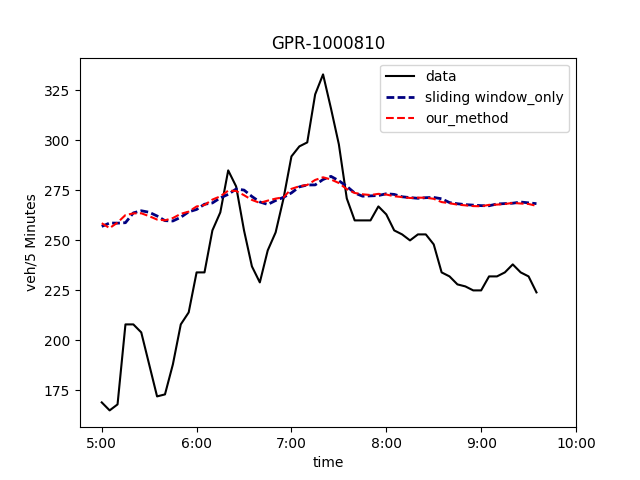 GPR-1000810
data
sliding window_only
our_method
veh/5 Minutes
325
300
275
250
225
200
175
5:00 6:00 7:00 8:00 9:00 10:00
time